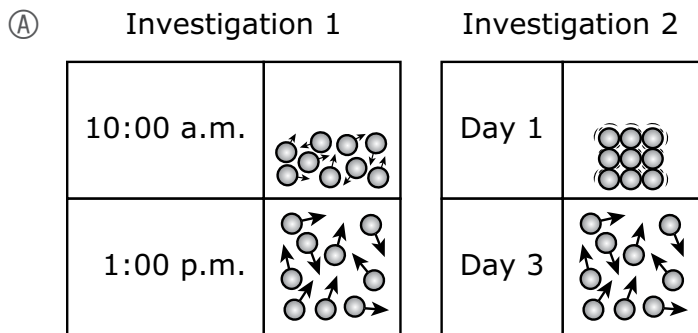 Ⓐ Investigation 1 Investigation 2
10:00 a.m. Day 1
1:00 p.m. Day 3